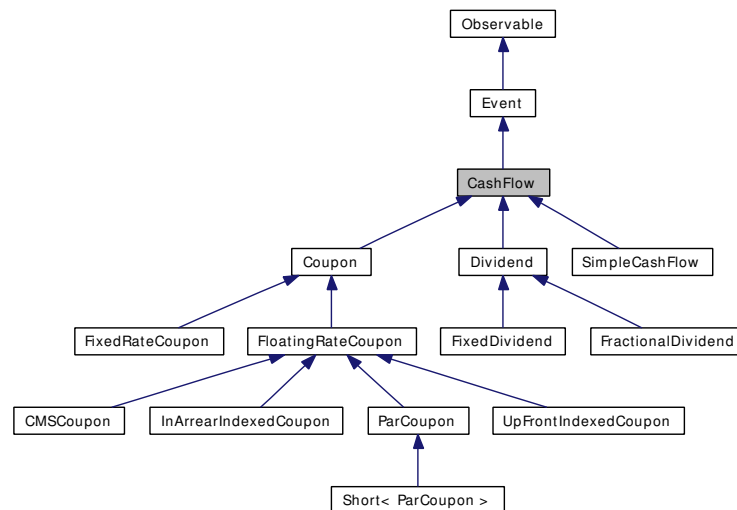 Observable
Event
CashFlow
Coupon
Dividend
SimpleCashFlow
FixedRateCoupon
FloatingRateCoupon
FixedDividend
FractionalDividend
CMSCoupon
InArrearIndexedCoupon
ParCoupon
UpFrontIndexedCoupon
Short< ParCoupon >